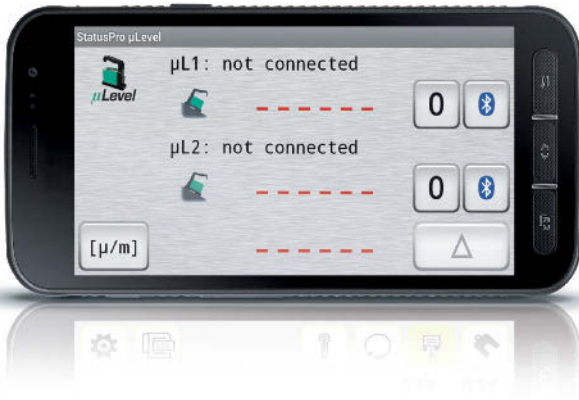 StatusPro µLevel
µLevel
µL1: not connected
------
0
µL2: not connected
------
0
[µ/m]
------
Δ